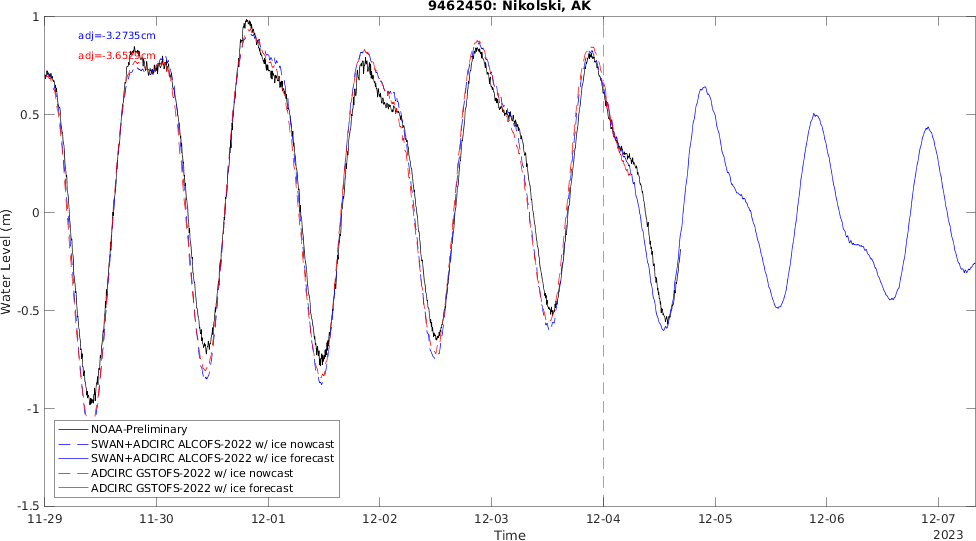 9462450: Nikolski, AK
adj=-3.2735cm
adj=-3.6529cm
Water Level (m)
1
0.5
0
-0.5
-1
-1.5
NOAA-Preliminary
SWAN+ADCIRC ALCOFS-2022 w/ ice nowcast
SWAN+ADCIRC ALCOFS-2022 w/ ice forecast
ADCIRC GSTOFS-2022 w/ ice nowcast
ADCIRC GSTOFS-2022 w/ ice forecast
11-29 11-30 12-01 12-02 12-03 12-04 12-05 12-06 12-07
Time
2023